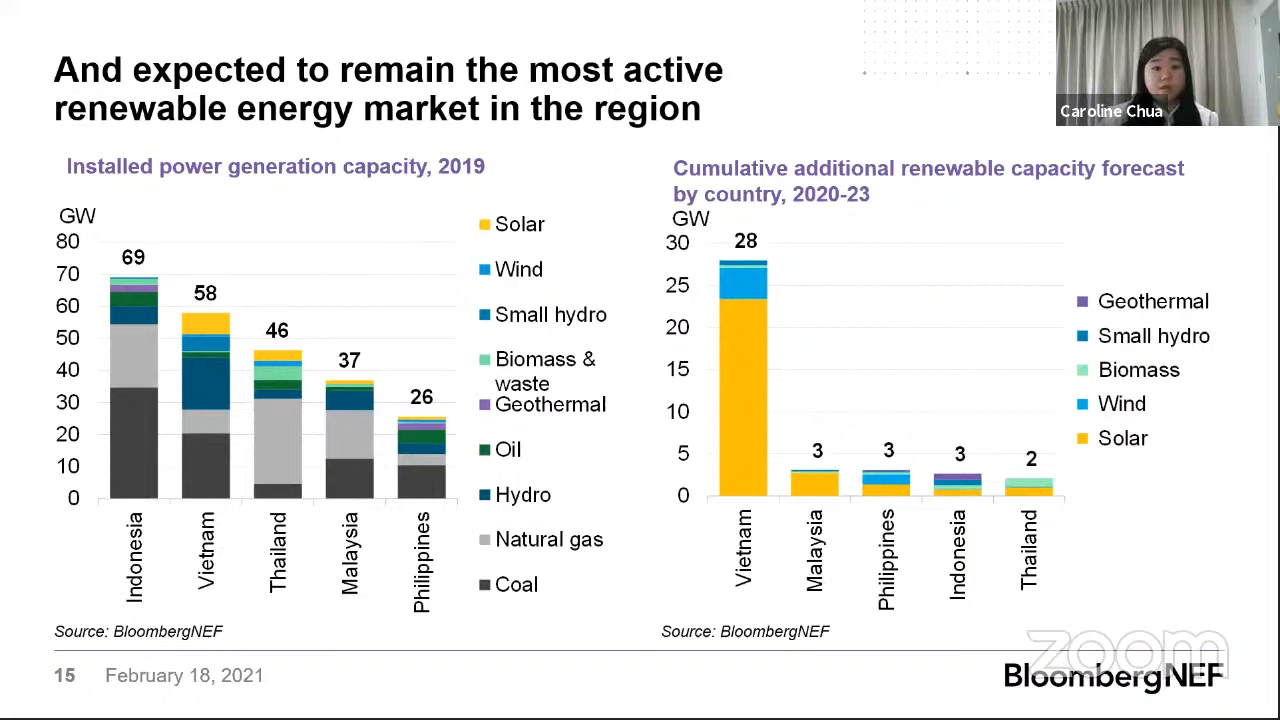 And expected to remain the most active
renewable energy market in the region
Caroline Chua
Installed power generation capacity, 2019
GW
80
70
60
50
40
30
20
10
0
69
58
46
37
26
Indonesia
Vietnam
Thailand
Malaysia
Philippines
Solar
Wind
Small hydro
Biomass &
waste
Geothermal
Oil
Hydro
Natural gas
Coal
Source: BloombergNEF
Cumulative additional renewable capacity forecast
by country, 2020-23
GW
30
25
20
15
10
5
0
28
3
3
3
2
Vietnam
Malaysia
Philippines
Indonesia
Thailand
Geothermal
Small hydro
Biomass
Wind
Solar
Source: BloombergNEF
15 February 18, 2021
zoom
BloombergNEF